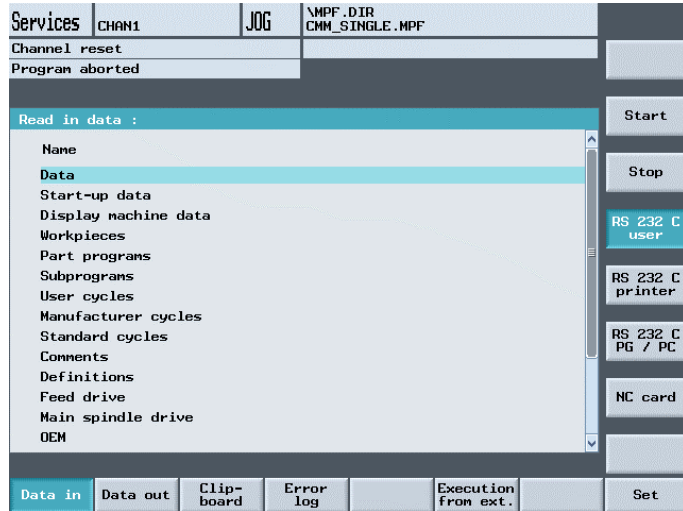 Services CHAN1 JOG \MPF.DIR
CMM_SINGLE.MPF
Channel reset
Program aborted
Read in data :
Name
Data
Start-up data
Display machine data
Workpieces
Part programs
Subprograms
User cycles
Manufacturer cycles
Standard cycles
Comments
Definitions
Feed drive
Main spindle drive
OEM
Start
Stop
RS 232 C
user
RS 232 C
printer
RS 232 C
PG / PC
NC card
Data in
Data out
Clip-
board
Error
log
Execution
from ext.
Set